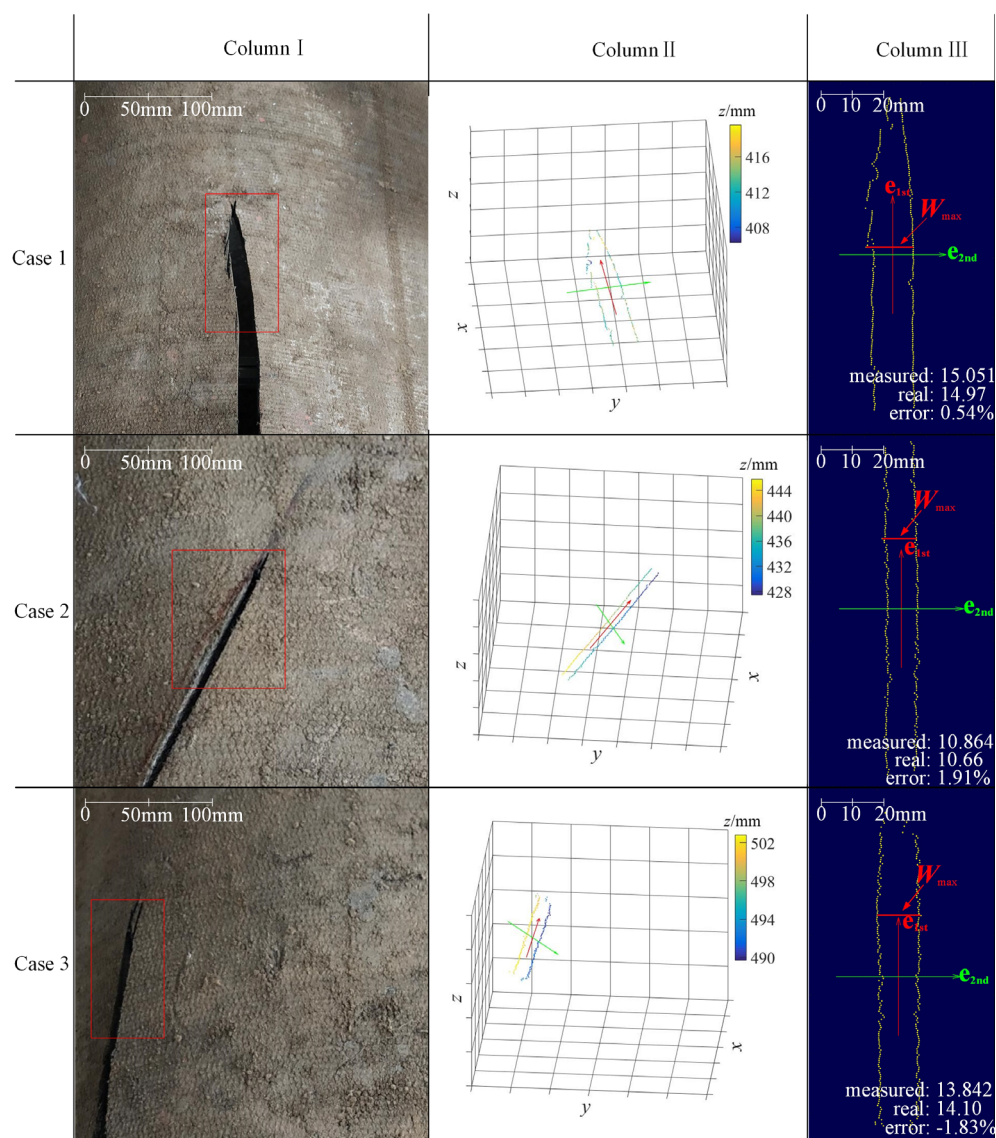 Column Ⅰ
Column Ⅱ
Column Ⅲ
Case 1
0 50mm 100mm
z/mm
416
412
408
z
x
y
0 10 20mm
e1st
Wmax
e2nd
measured: 15.051
real: 14.97
error: 0.54%
Case 2
0 50mm 100mm
z/mm
444
440
436
432
428
z
x
y
0 10 20mm
Wmax
e1st
e2nd
measured: 10.864
real: 10.66
error: 1.91%
Case 3
0 50mm 100mm
z/mm
502
498
494
490
z
x
y
0 10 20mm
Wmax
e1st
e2nd
measured: 13.842
real: 14.10
error: -1.83%